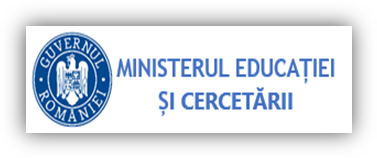 GUVERNUL
ROMÂNIEI
MINISTERUL EDUCAȚIEI
ȘI CERCETĂRII